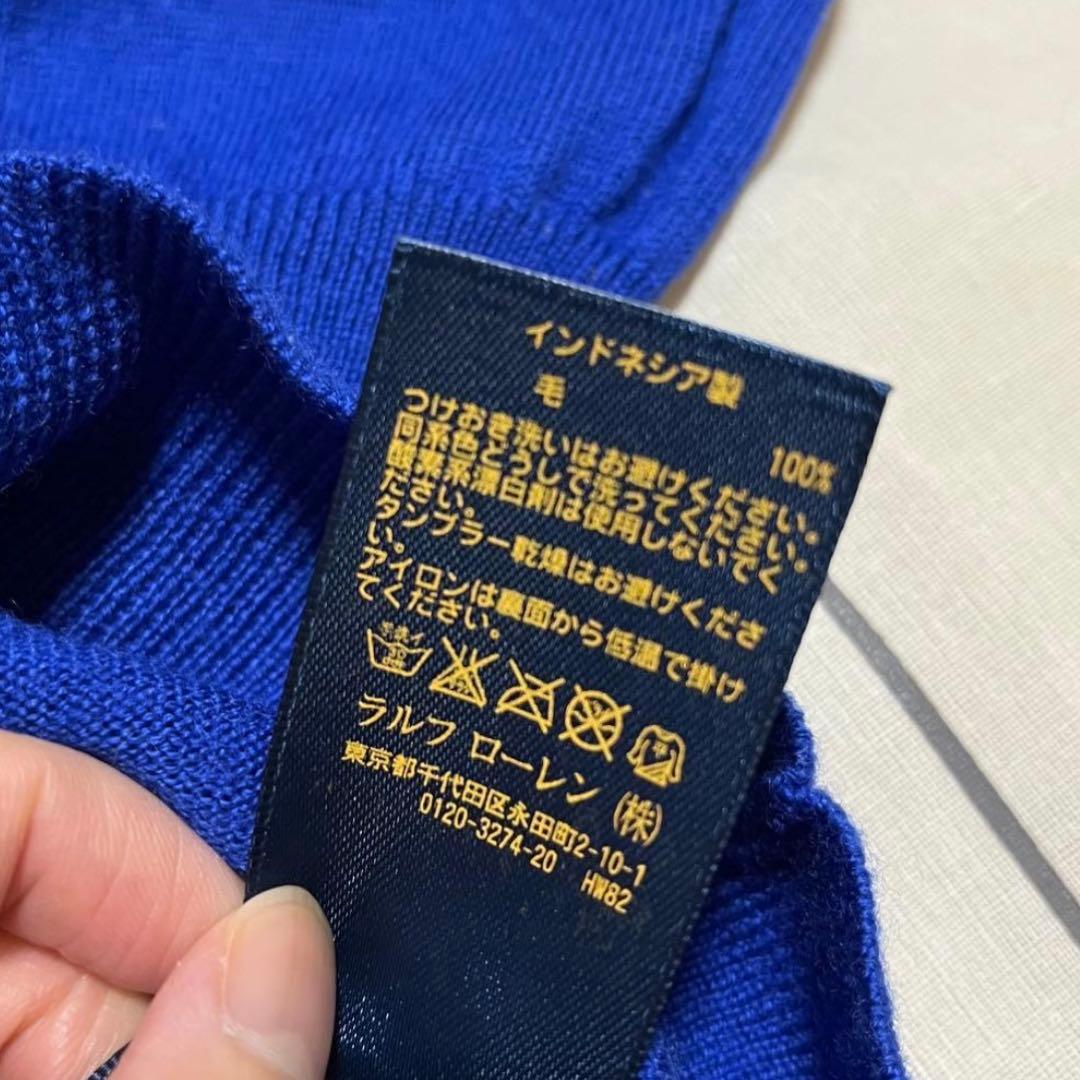 インドネシア製
毛 100%
つけおき洗いはお避けください。
同系色どうしで洗ってください。
酸素系漂白剤は使用しないでく
ださい。
タンブラー乾燥はお避けくださ
い。
アイロンは裏面から低温で掛け
てください。
ラルフ ローレン (株)
東京都千代田区永田町2-10-1
0120-3274-20 HW82